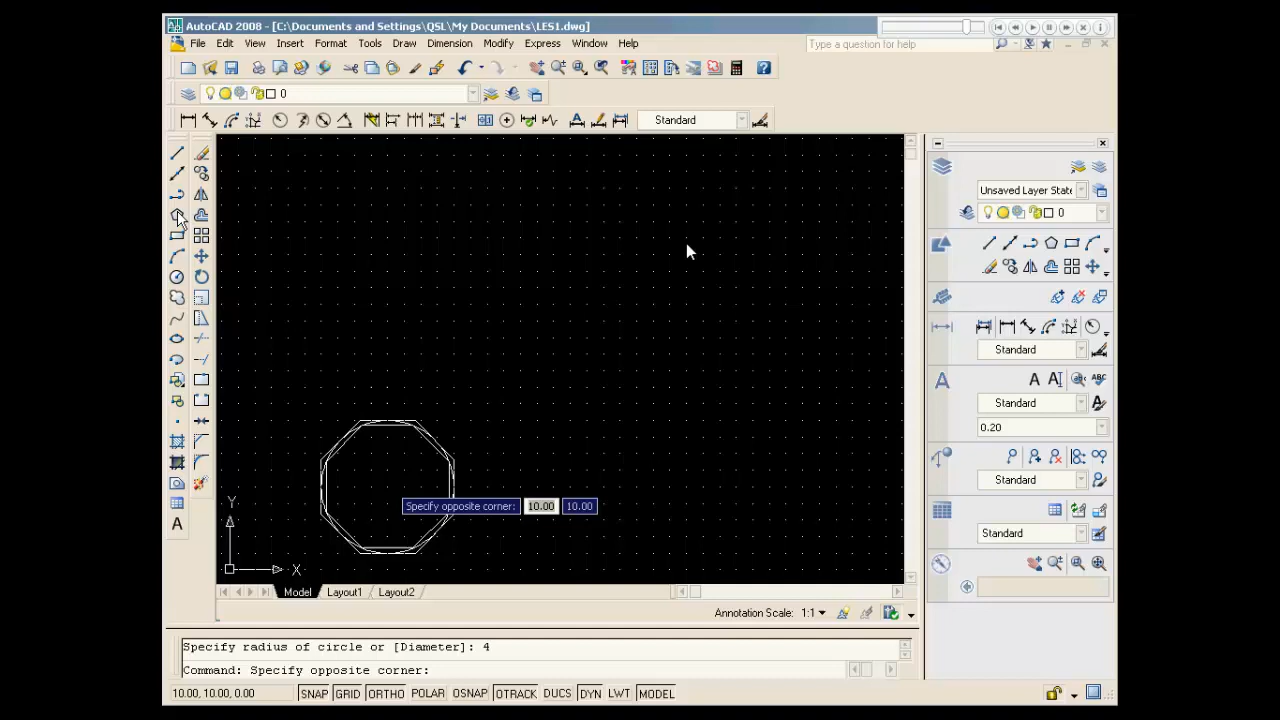 AutoCAD 2008 - [C:\Documents and Settings\QSL\My Documents\LES1.dwg]
File Edit View Insert Format Tools Draw Dimension Modify Express Window Help
Type a question for help
0
Standard
Unsaved Layer State
0
Standard
Standard
0.20
Standard
Standard
Specify opposite corner: 10.00 10.00
Y
X
A
Model Layout1 Layout2
Annotation Scale: 1:1
Specify radius of circle or [Diameter]: 4
Command: Specify opposite corner:
10.00, 10.00, 0.00 SNAP GRID ORTHO POLAR OSNAP OTRACK DUCS DYN LWT MODEL